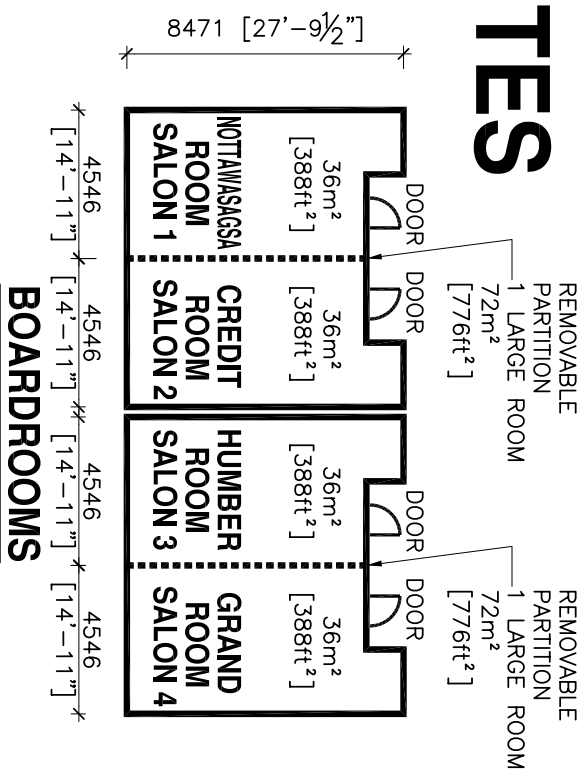 TES
8471 [27'-9½"]
REMOVABLE
PARTITION
1 LARGE ROOM
72m²
[776ft²]
REMOVABLE
PARTITION
1 LARGE ROOM
72m²
[776ft²]
DOOR
DOOR
DOOR
DOOR
36m²
[388ft²]
36m²
[388ft²]
36m²
[388ft²]
36m²
[388ft²]
NOTTAWASAGSA
ROOM
SALON 1
CREDIT
ROOM
SALON 2
HUMBER
ROOM
SALON 3
GRAND
ROOM
SALON 4
4546
[14'-11"]
4546
[14'-11"]
4546
[14'-11"]
4546
[14'-11"]
BOARDROOMS